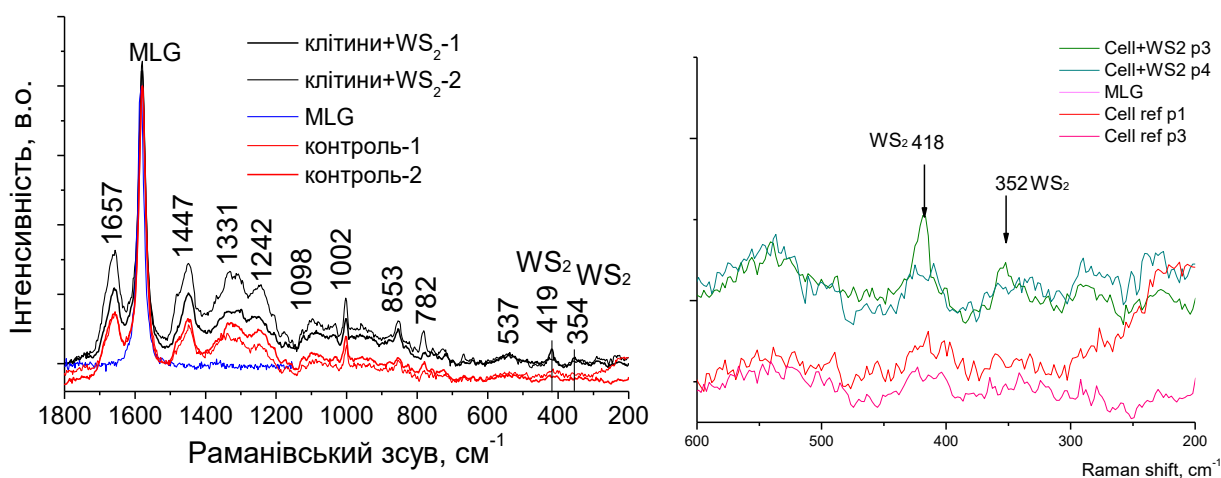 MLG
клітини+WS₂-1
клітини+WS₂-2
MLG
контроль-1
контроль-2
1657
1447
1331
1242
1098
1002
853
782
537
WS₂
419
WS₂
354
Інтенсивність, в.о.
1800 1600 1400 1200 1000 800 600 400 200
Раманівський зсув, см⁻¹
Cell+WS2 p3
Cell+WS2 p4
MLG
Cell ref p1
Cell ref p3
WS₂ 418
352 WS₂
600 500 400 300 200
Raman shift, cm⁻¹